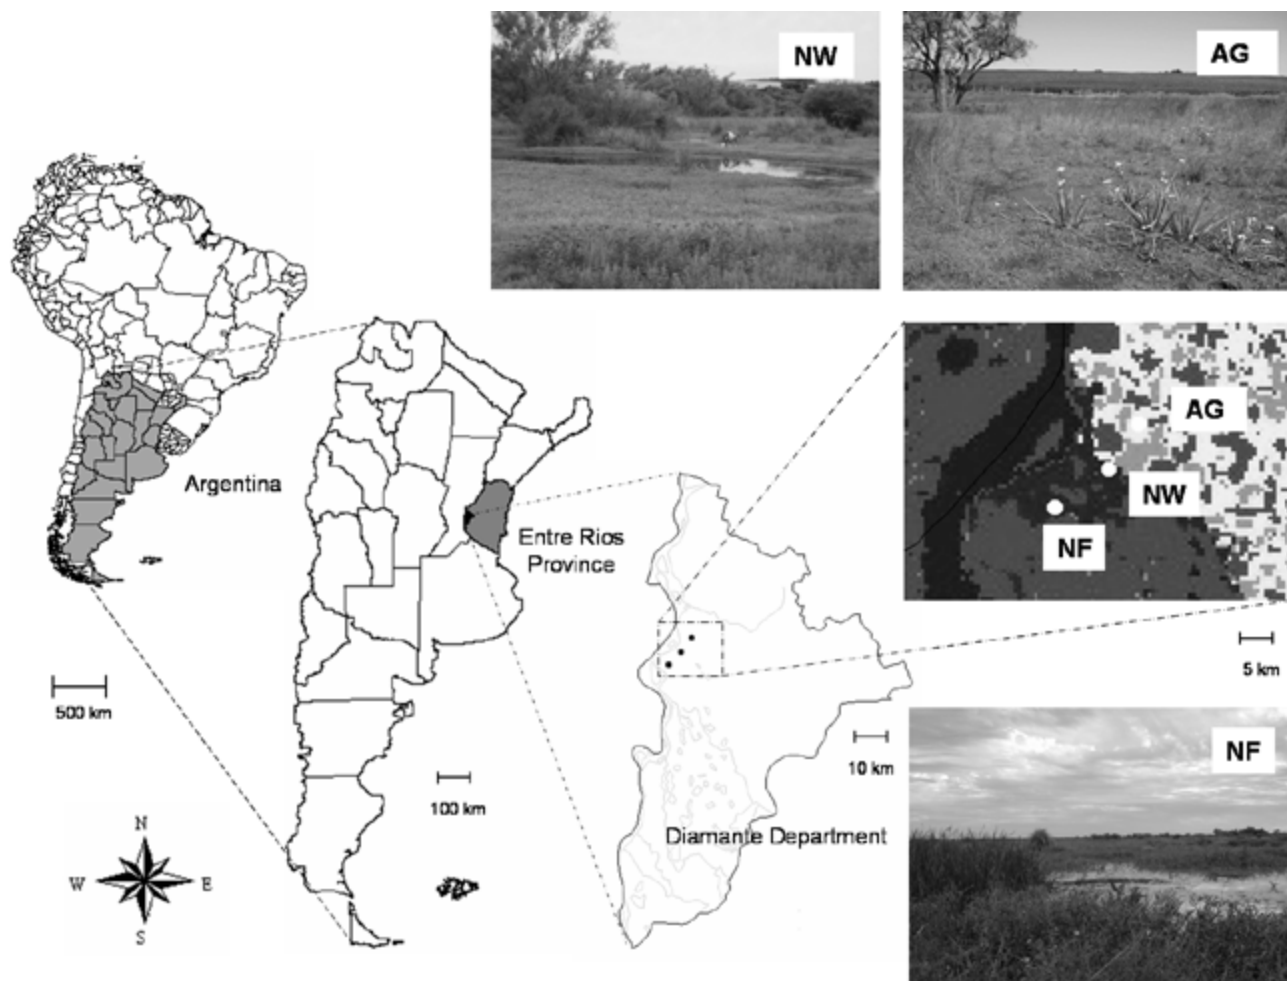 NW
AG
AG
NW
NF
Argentina
Entre Rios
Province
500 km
100 km
10 km
5 km
Diamante Department
NF
N
W
E
S